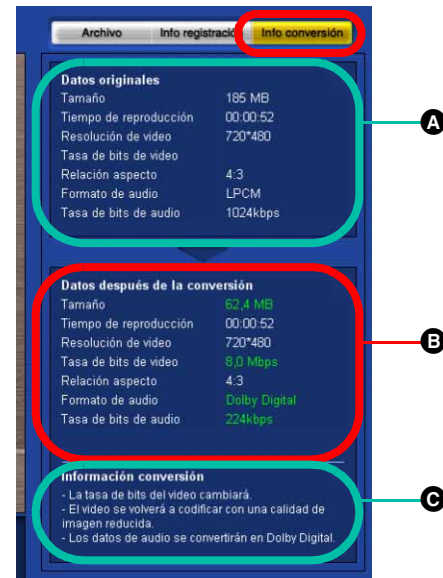 Archivo Info registración Info conversión
Datos originales
Tamaño 185 MB
Tiempo de reproducción 00:00:52
Resolución de video 720*480
Tasa de bits de video
Relación aspecto 4:3
Formato de audio LPCM
Tasa de bits de audio 1024kbps
A
Datos después de la conversión
Tamaño 62,4 MB
Tiempo de reproducción 00:00:52
Resolución de video 720*480
Tasa de bits de video 8,0 Mbps
Relación aspecto 4:3
Formato de audio Dolby Digital
Tasa de bits de audio 224kbps
B
Información conversión
- La tasa de bits del video cambiará.
- El video se volverá a codificar con una calidad de
imagen reducida.
- Los datos de audio se convertirán en Dolby Digital.
C